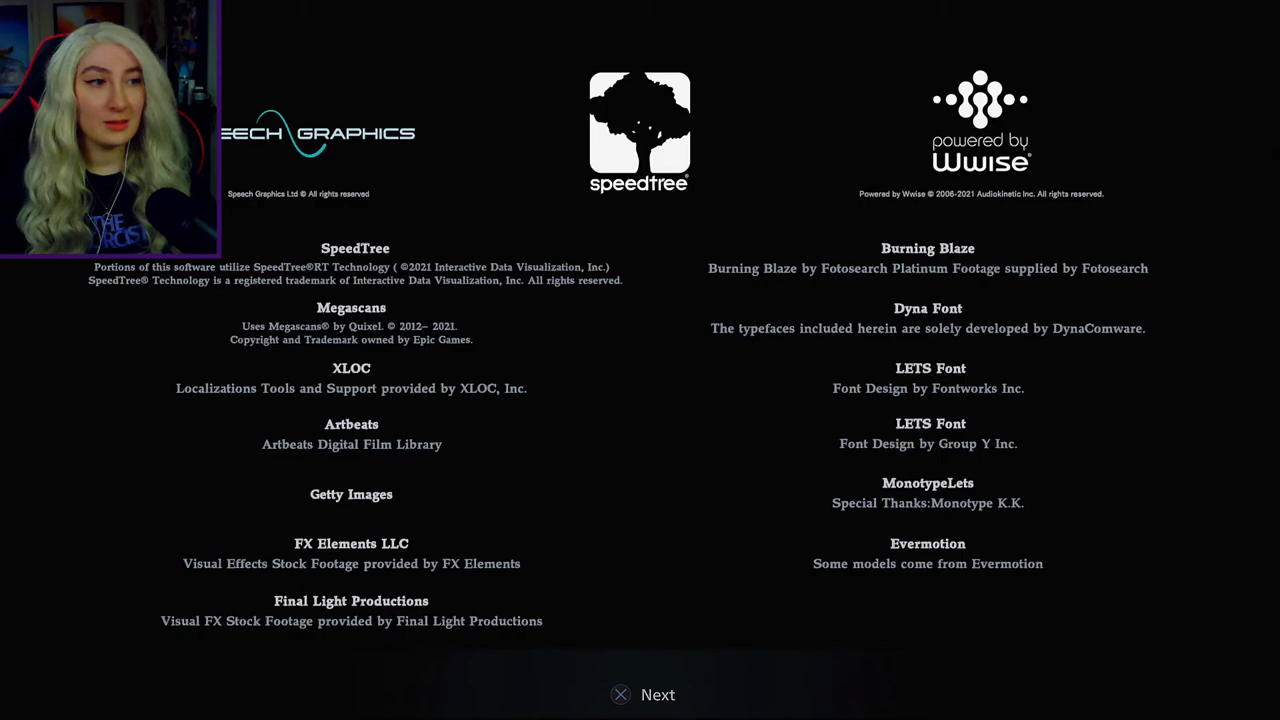 GRAPHICS
Speech Graphics Ltd © All rights reserved
speedtree®
powered by
Wwise®
Powered by Wwise © 2006-2021 Audiokinetic Inc. All rights reserved.
THE
SpeedTree
Portions of this software utilize SpeedTree®RT Technology ( ©2021 Interactive Data Visualization, Inc.)
SpeedTree® Technology is a registered trademark of Interactive Data Visualization, Inc. All rights reserved.
Megascans
Uses Megascans® by Quixel. © 2012– 2021.
Copyright and Trademark owned by Epic Games.
XLOC
Localizations Tools and Support provided by XLOC, Inc.
Artbeats
Artbeats Digital Film Library
Getty Images
FX Elements LLC
Visual Effects Stock Footage provided by FX Elements
Final Light Productions
Visual FX Stock Footage provided by Final Light Productions
Burning Blaze
Burning Blaze by Fotosearch Platinum Footage supplied by Fotosearch
Dyna Font
The typefaces included herein are solely developed by DynaComware.
LETS Font
Font Design by Fontworks Inc.
LETS Font
Font Design by Group Y Inc.
MonotypeLets
Special Thanks:Monotype K.K.
Evermotion
Some models come from Evermotion
Next